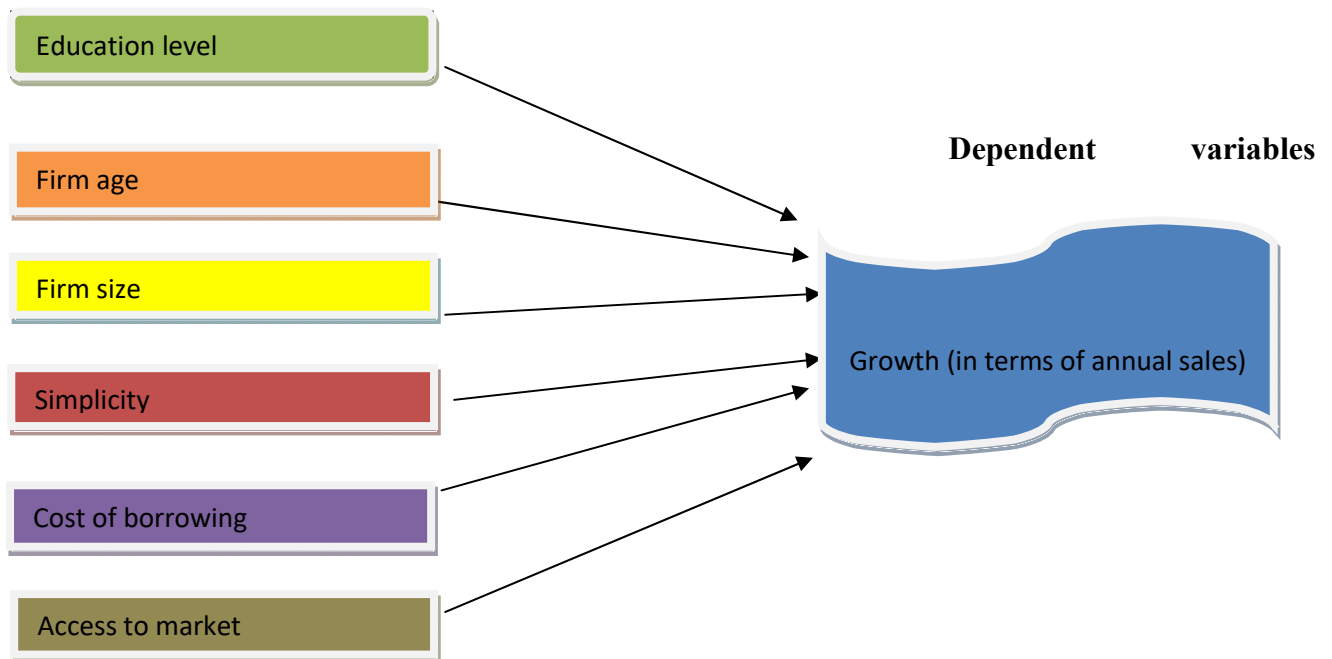 Education level
Dependent variables
Firm age
Firm size
Growth (in terms of annual sales)
Simplicity
Cost of borrowing
Access to market